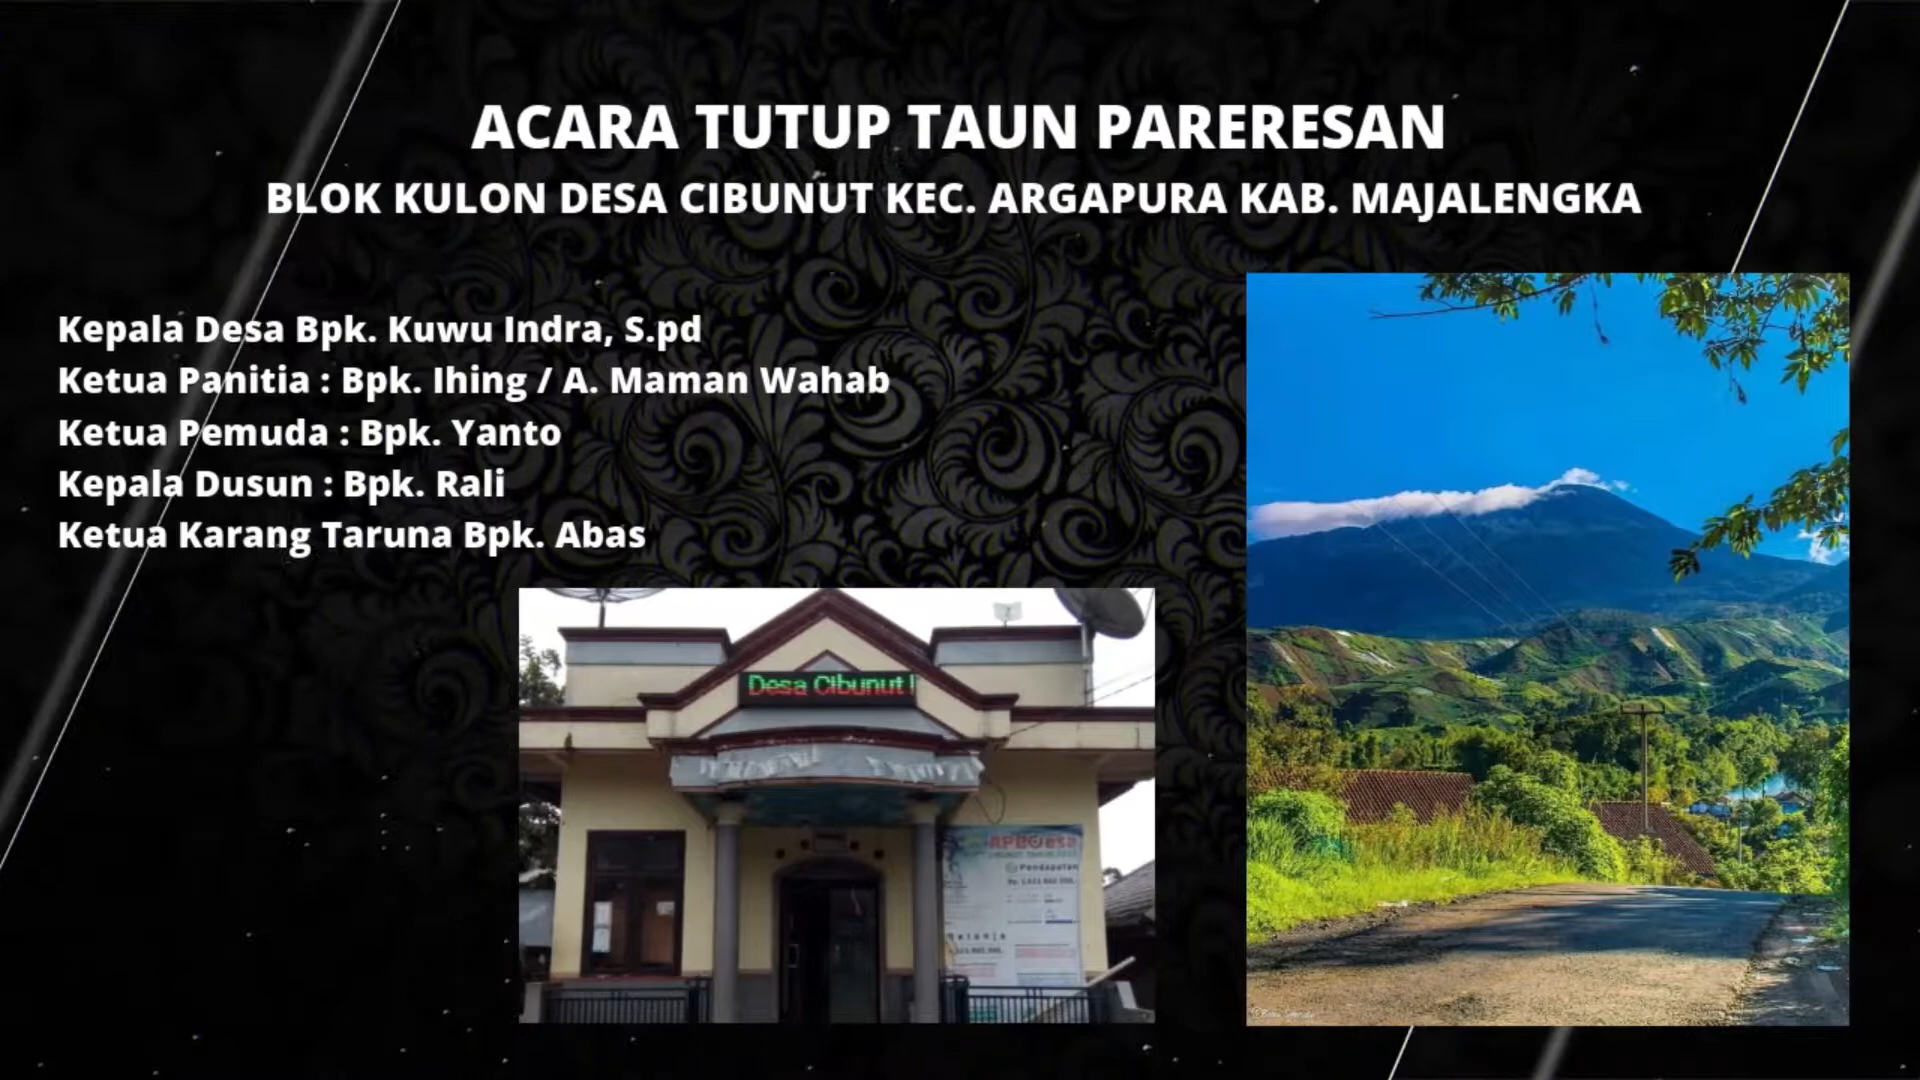 ACARA TUTUP TAUN PARERESAN
BLOK KULON DESA CIBUNUT KEC. ARGAPURA KAB. MAJALENGKA
Kepala Desa Bpk. Kuwu Indra, S.pd
Ketua Panitia : Bpk. Ihing / A. Maman Wahab
Ketua Pemuda : Bpk. Yanto
Kepala Dusun : Bpk. Rali
Ketua Karang Taruna Bpk. Abas
Desa Cibunut
APBDesa
Pendapatan
Belanja